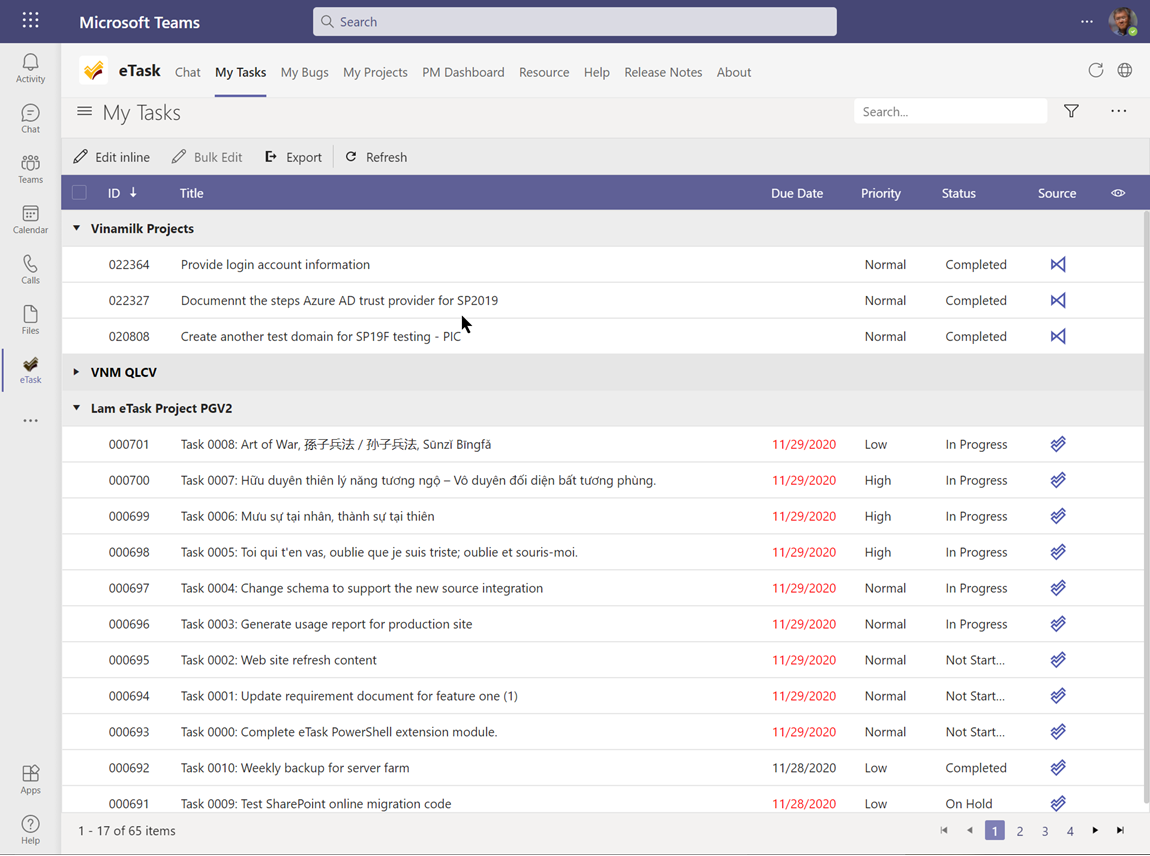 Microsoft Teams
Search
Activity
Chat
Teams
Calendar
Calls
Files
eTask
Apps
Help
eTask Chat My Tasks My Bugs My Projects PM Dashboard Resource Help Release Notes About
My Tasks
Search...
Edit inline Bulk Edit Export Refresh
ID Title Due Date Priority Status Source
Vinamilk Projects
022364 Provide login account information Normal Completed
022327 Documennt the steps Azure AD trust provider for SP2019 Normal Completed
020808 Create another test domain for SP19F testing - PIC Normal Completed
VNM QLCV
Lam eTask Project PGV2
000701 Task 0008: Art of War, 孫子兵法 / 孙子兵法, Sūnzǐ Bīngfǎ 11/29/2020 Low In Progress
000700 Task 0007: Hữu duyên thiên lý năng tương ngộ – Vô duyên đối diện bất tương phùng. 11/29/2020 High In Progress
000699 Task 0006: Mưu sự tại nhân, thành sự tại thiên 11/29/2020 High In Progress
000698 Task 0005: Toi qui t'en vas, oublie que je suis triste; oublie et souris-moi. 11/29/2020 High In Progress
000697 Task 0004: Change schema to support the new source integration 11/29/2020 Normal In Progress
000696 Task 0003: Generate usage report for production site 11/29/2020 Normal In Progress
000695 Task 0002: Web site refresh content 11/29/2020 Normal Not Start...
000694 Task 0001: Update requirement document for feature one (1) 11/29/2020 Normal Not Start...
000693 Task 0000: Complete eTask PowerShell extension module. 11/29/2020 Normal Not Start...
000692 Task 0010: Weekly backup for server farm 11/28/2020 Low Completed
000691 Task 0009: Test SharePoint online migration code 11/28/2020 Low On Hold
1 - 17 of 65 items 1 2 3 4